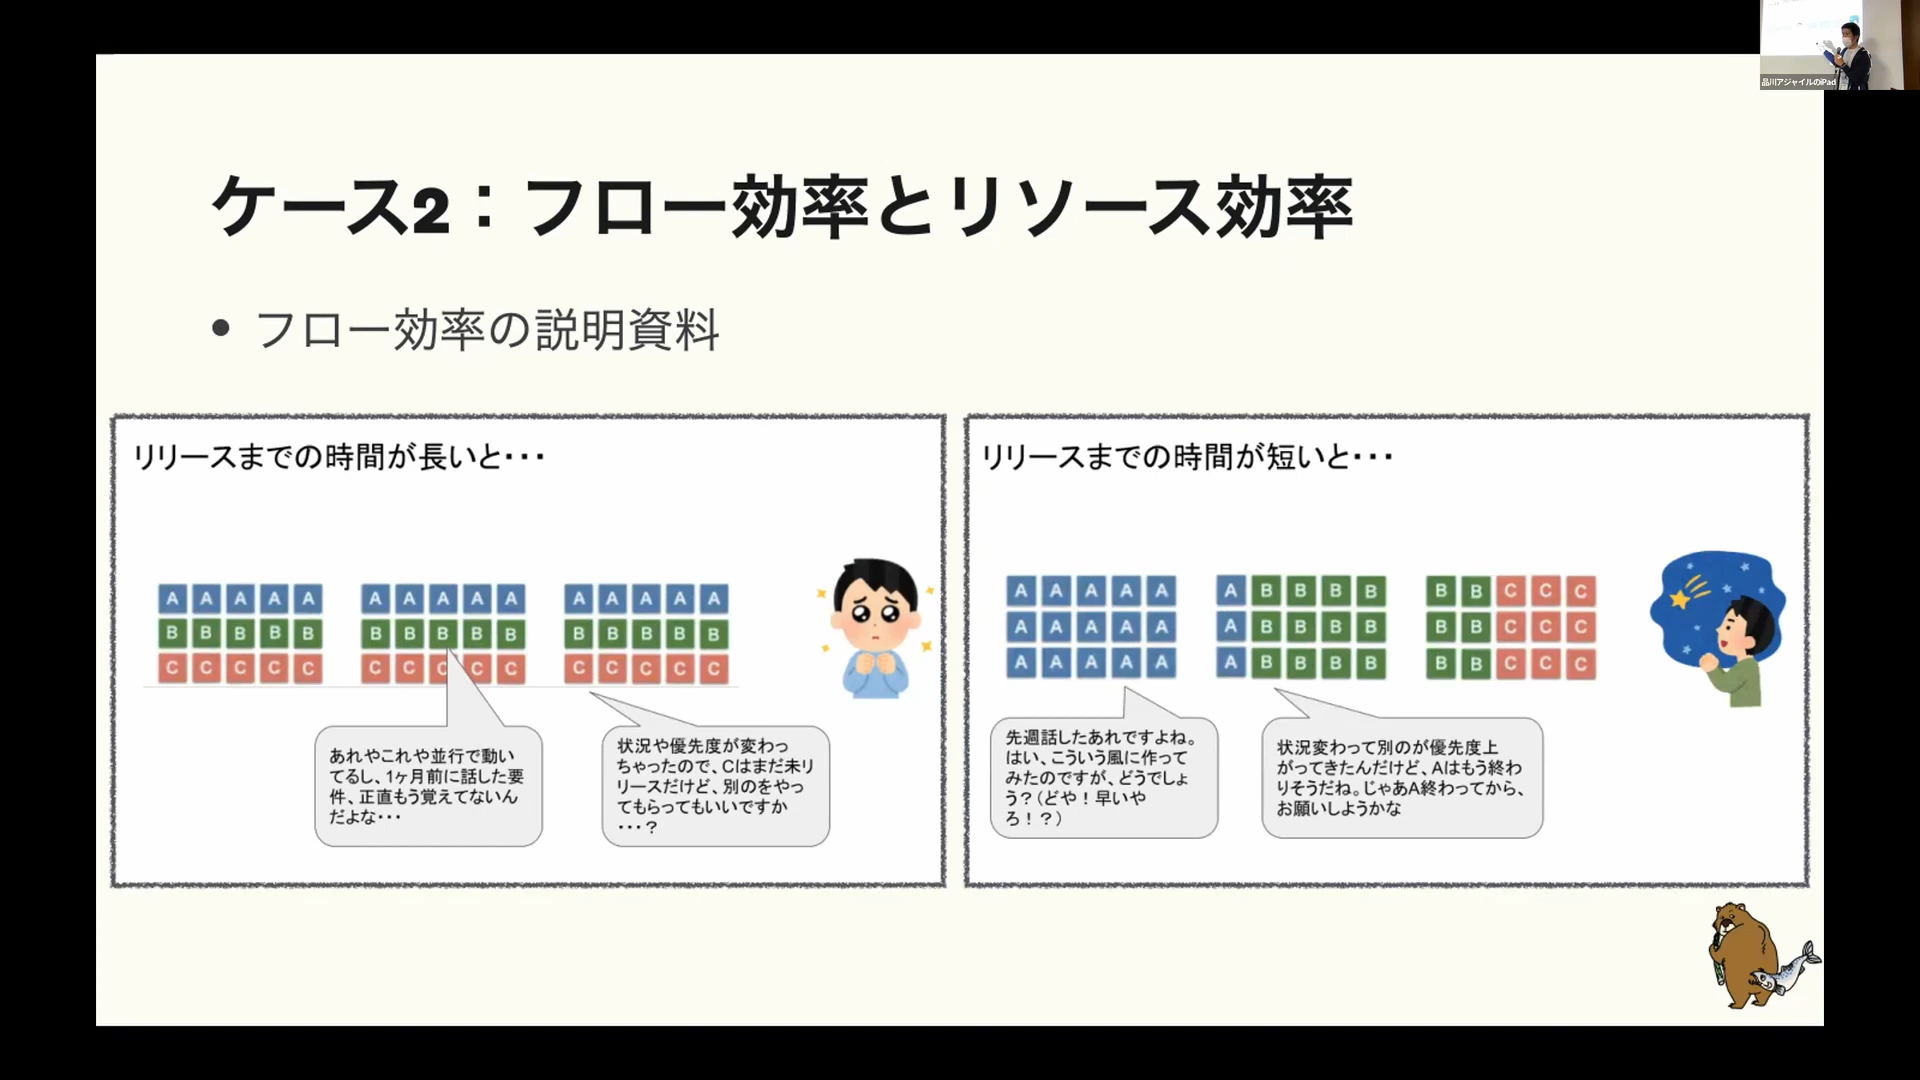 品川アジャイルのiPad
ケース2：フロー効率とリソース効率
• フロー効率の説明資料
リリースまでの時間が長いと･･･
A A A A A A A A A A A A A A A
B B B B B B B B B B B B B B B
C C C C C C C C C C C C C C C
あれやこれや並行で動い
てるし、1ヶ月前に話した要
件、正直もう覚えてないん
だよな･･･
状況や優先度が変わっ
ちゃったので、Cはまだ未リ
リースだけど、別のをやっ
てもらってもいいですか
･･･？
リリースまでの時間が短いと･･･
A A A A A A B B B B B B C C C
A A A A A A B B B B B B C C C
A A A A A A B B B B B B C C C
先週話したあれですよね。
はい、こういう風に作って
みたのですが、どうでしょ
う？（どや！早いや
ろ！？）
状況変わって別のが優先度上
がってきたんだけど、Aはもう終わ
りそうだね。じゃあA終わってから、
お願いしようかな